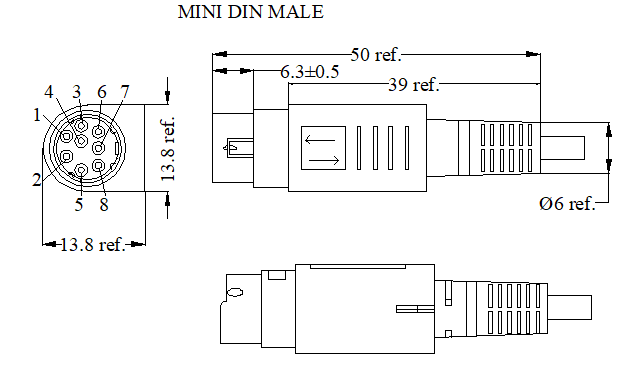 MINI DIN MALE
50 ref.
6.3±0.5
39 ref.
4 3 6 7
1
2
5 8
13.8 ref.
13.8 ref.
Ø6 ref.